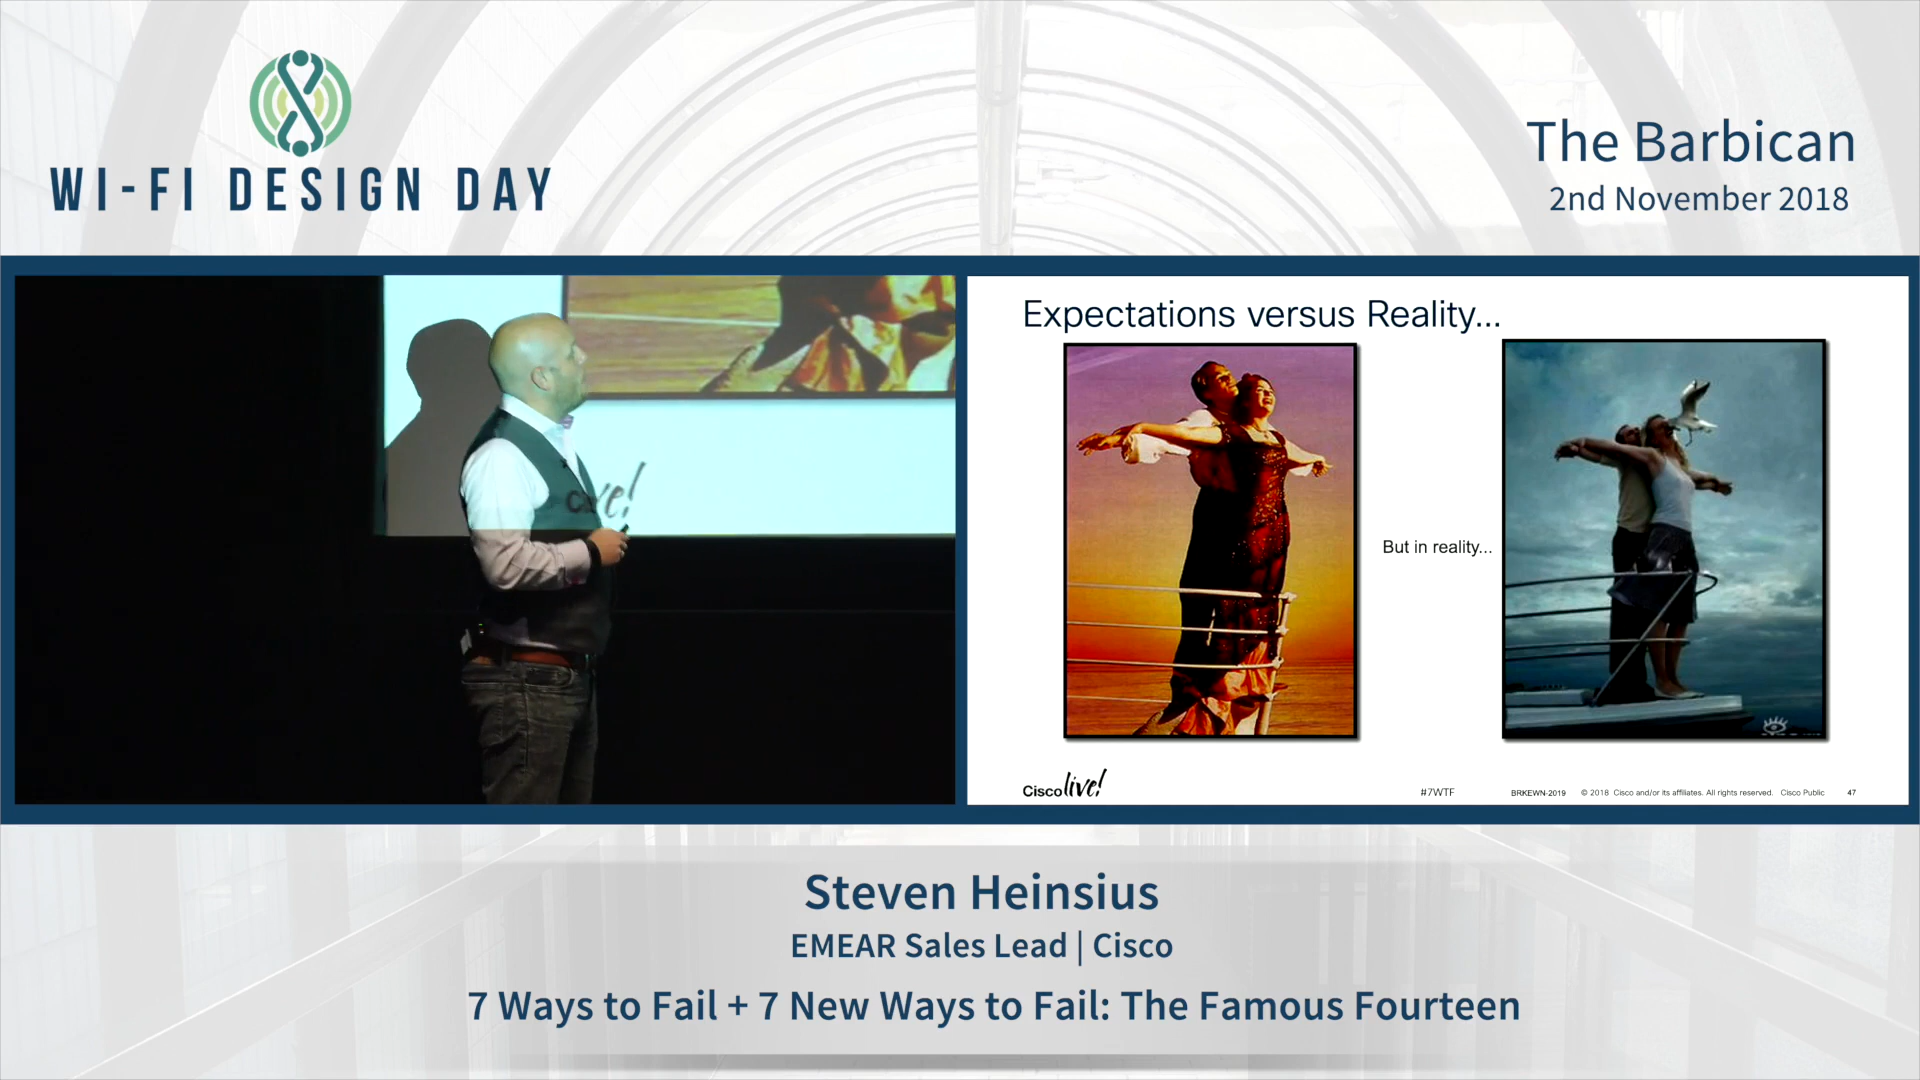 WI-FI DESIGN DAY
The Barbican
2nd November 2018
Expectations versus Reality...
But in reality...
Cisco live!
#7WTF
BRKEWN-2019
© 2018 Cisco and/or its affiliates. All rights reserved. Cisco Public
47
Steven Heinsius
EMEAR Sales Lead | Cisco
7 Ways to Fail + 7 New Ways to Fail: The Famous Fourteen